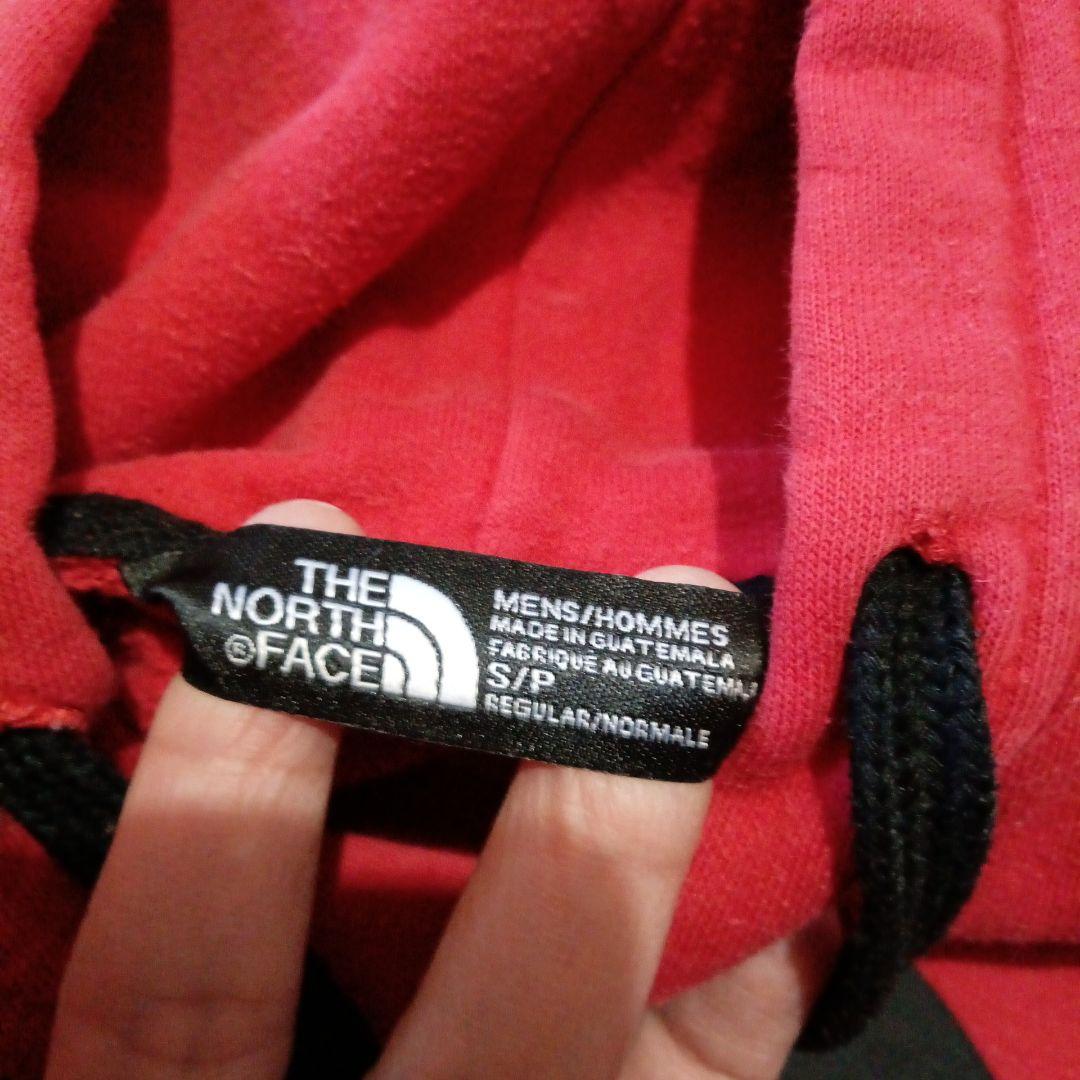 THE
NORTH
®FACE
MENS/HOMMES
MADE IN GUATEMALA
FABRIQUE AU GUATEMALA
S/P
REGULAR/NORMALE